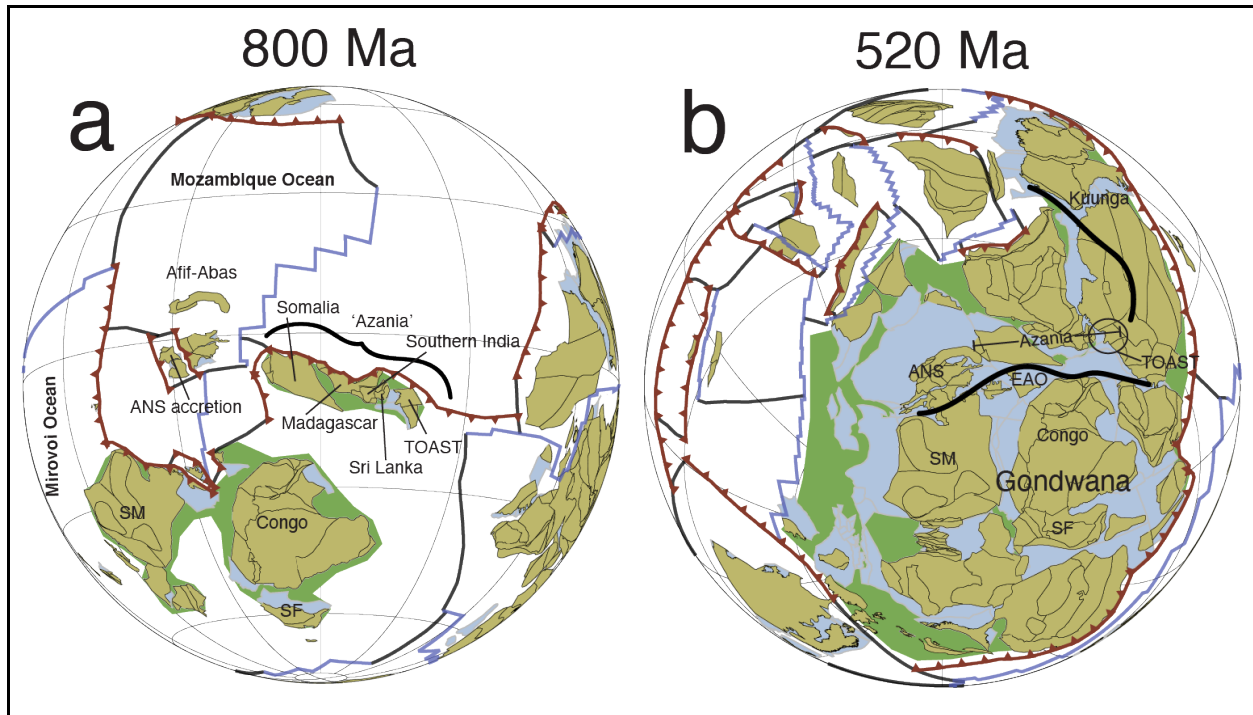 800 Ma
520 Ma
a
b
Mozambique Ocean
Afif-Abas
Somalia
'Azania'
Southern India
ANS accretion
Madagascar
TOAST
Sri Lanka
Mirovoi Ocean
SM
Congo
SF
Kuunga
Azania
TOAST
ANS
EAO
Congo
SM
Gondwana
SF